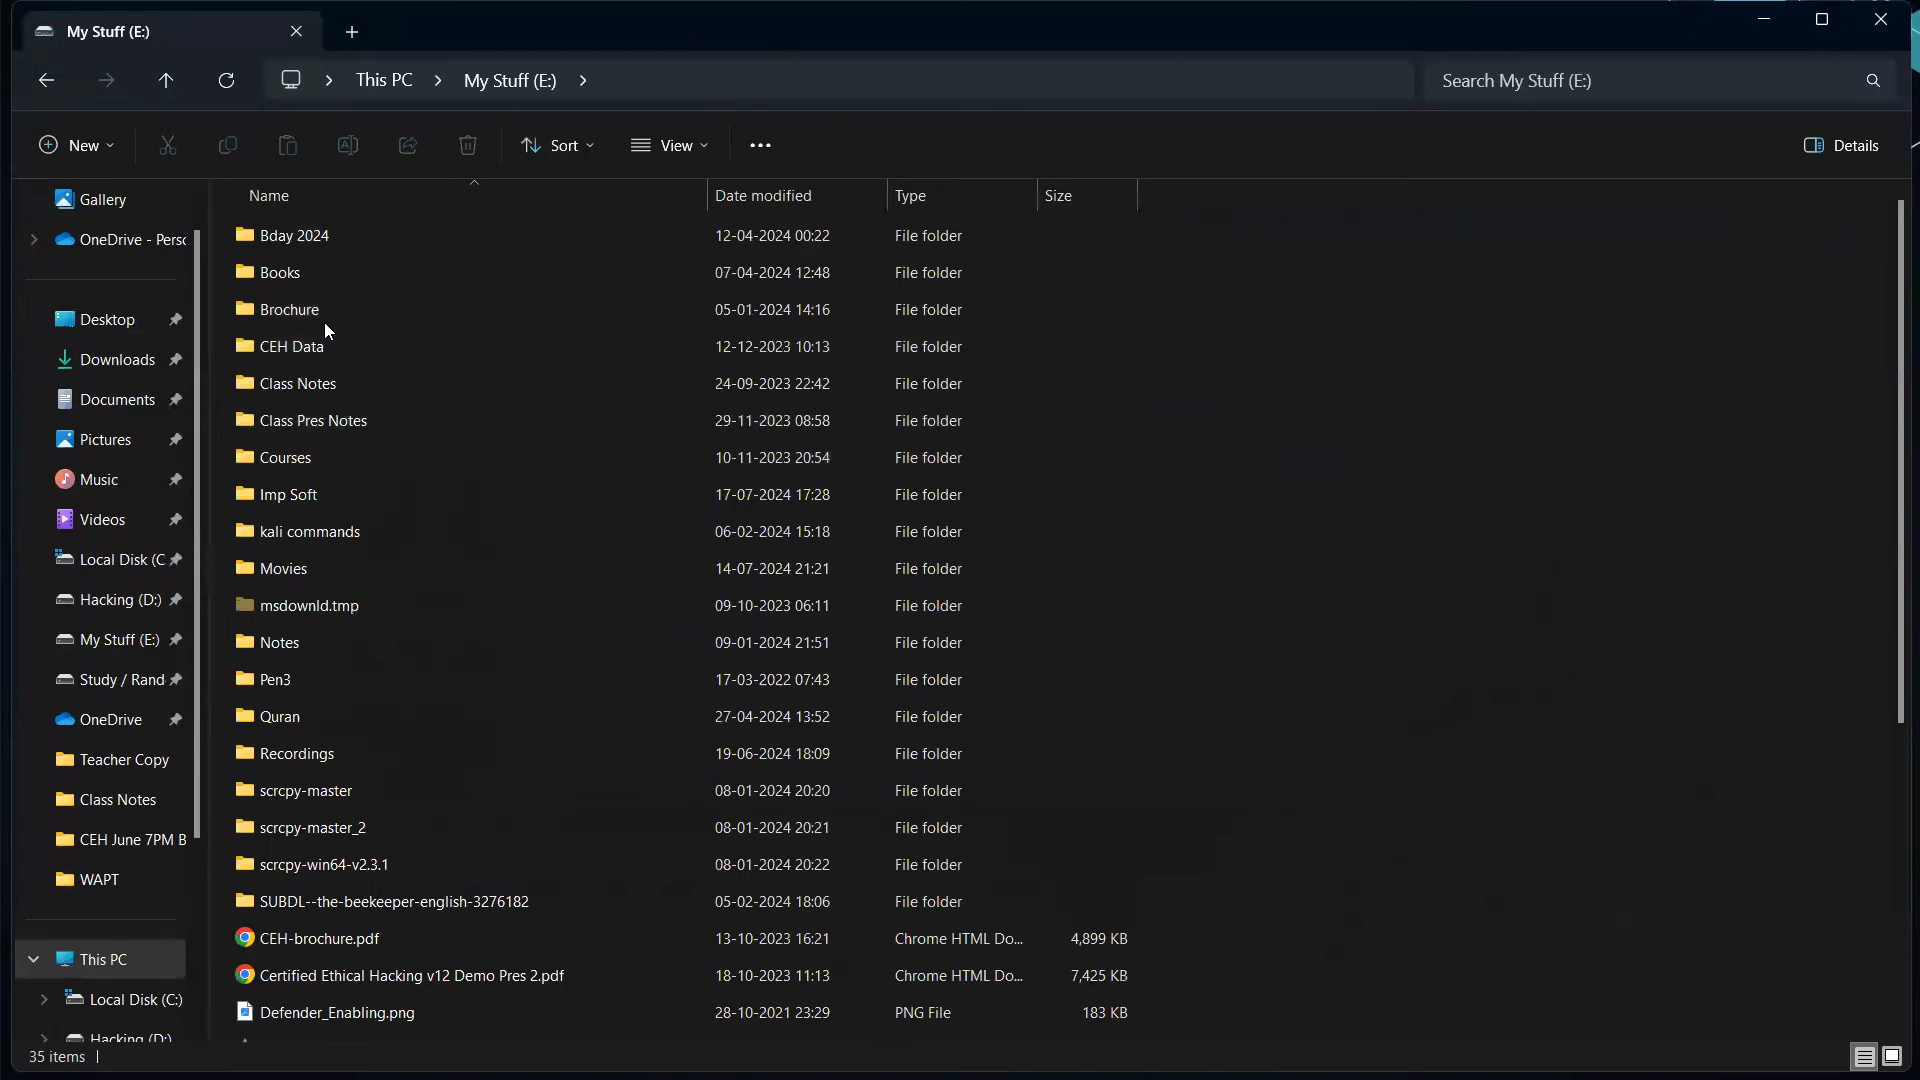 My Stuff (E:)
This PC
My Stuff (E:)
Search My Stuff (E:)
New
Sort
View
Details
Gallery
OneDrive - Persc
Desktop
Downloads
Documents
Pictures
Music
Videos
Local Disk (C
Hacking (D:)
My Stuff (E:)
Study / Rand
OneDrive
Teacher Copy
Class Notes
CEH June 7PM B
WAPT
This PC
Local Disk (C:)
Hacking (D:)
Name Date modified Type Size
Bday 2024 12-04-2024 00:22 File folder
Books 07-04-2024 12:48 File folder
Brochure 05-01-2024 14:16 File folder
CEH Data 12-12-2023 10:13 File folder
Class Notes 24-09-2023 22:42 File folder
Class Pres Notes 29-11-2023 08:58 File folder
Courses 10-11-2023 20:54 File folder
Imp Soft 17-07-2024 17:28 File folder
kali commands 06-02-2024 15:18 File folder
Movies 14-07-2024 21:21 File folder
msdownld.tmp 09-10-2023 06:11 File folder
Notes 09-01-2024 21:51 File folder
Pen3 17-03-2022 07:43 File folder
Quran 27-04-2024 13:52 File folder
Recordings 19-06-2024 18:09 File folder
scrcpy-master 08-01-2024 20:20 File folder
scrcpy-master_2 08-01-2024 20:21 File folder
scrcpy-win64-v2.3.1 08-01-2024 20:22 File folder
SUBDL--the-beekeeper-english-3276182 05-02-2024 18:06 File folder
CEH-brochure.pdf 13-10-2023 16:21 Chrome HTML Do... 4,899 KB
Certified Ethical Hacking v12 Demo Pres 2.pdf 18-10-2023 11:13 Chrome HTML Do... 7,425 KB
Defender_Enabling.png 28-10-2021 23:29 PNG File 183 KB
35 items